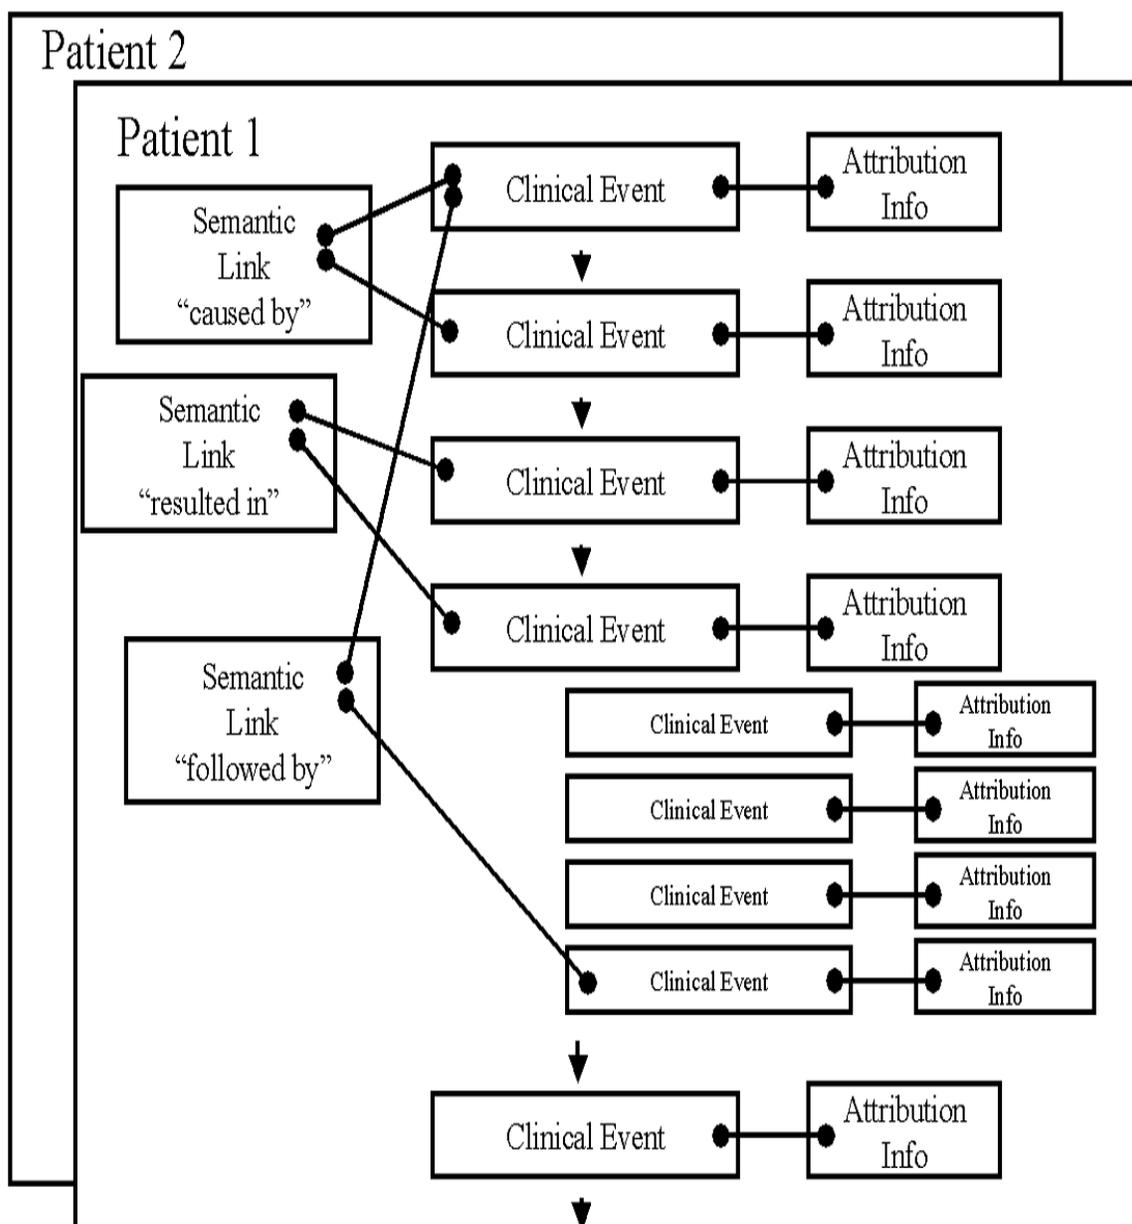 Patient 2
Patient 1
Clinical Event
Attribution
Info
Semantic
Link
“caused by”
Clinical Event
Attribution
Info
Semantic
Link
“resulted in”
Clinical Event
Attribution
Info
Clinical Event
Attribution
Info
Semantic
Link
“followed by”
Clinical Event
Attribution
Info
Clinical Event
Attribution
Info
Clinical Event
Attribution
Info
Clinical Event
Attribution
Info
Clinical Event
Attribution
Info